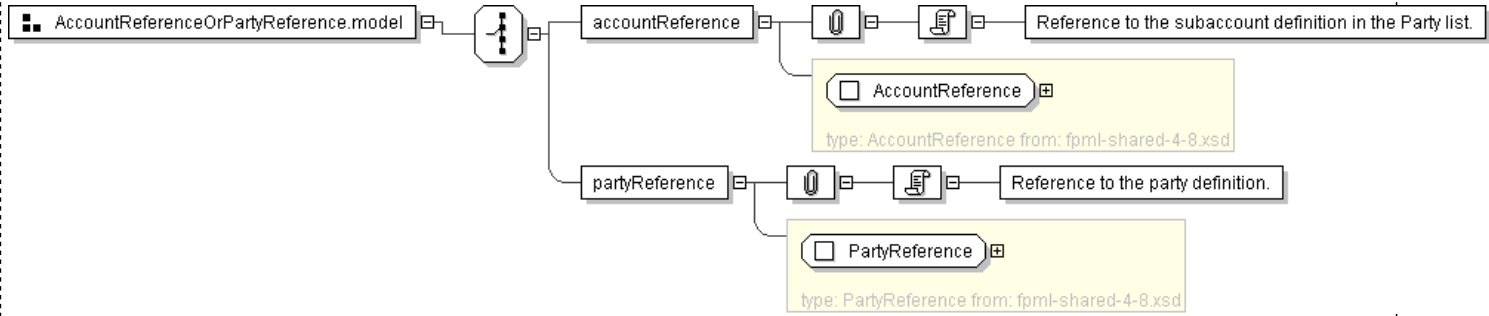 AccountReferenceOrPartyReference.model
accountReference
Reference to the subaccount definition in the Party list.
AccountReference
type: AccountReference from: fpml-shared-4-8.xsd
partyReference
Reference to the party definition.
PartyReference
type: PartyReference from: fpml-shared-4-8.xsd